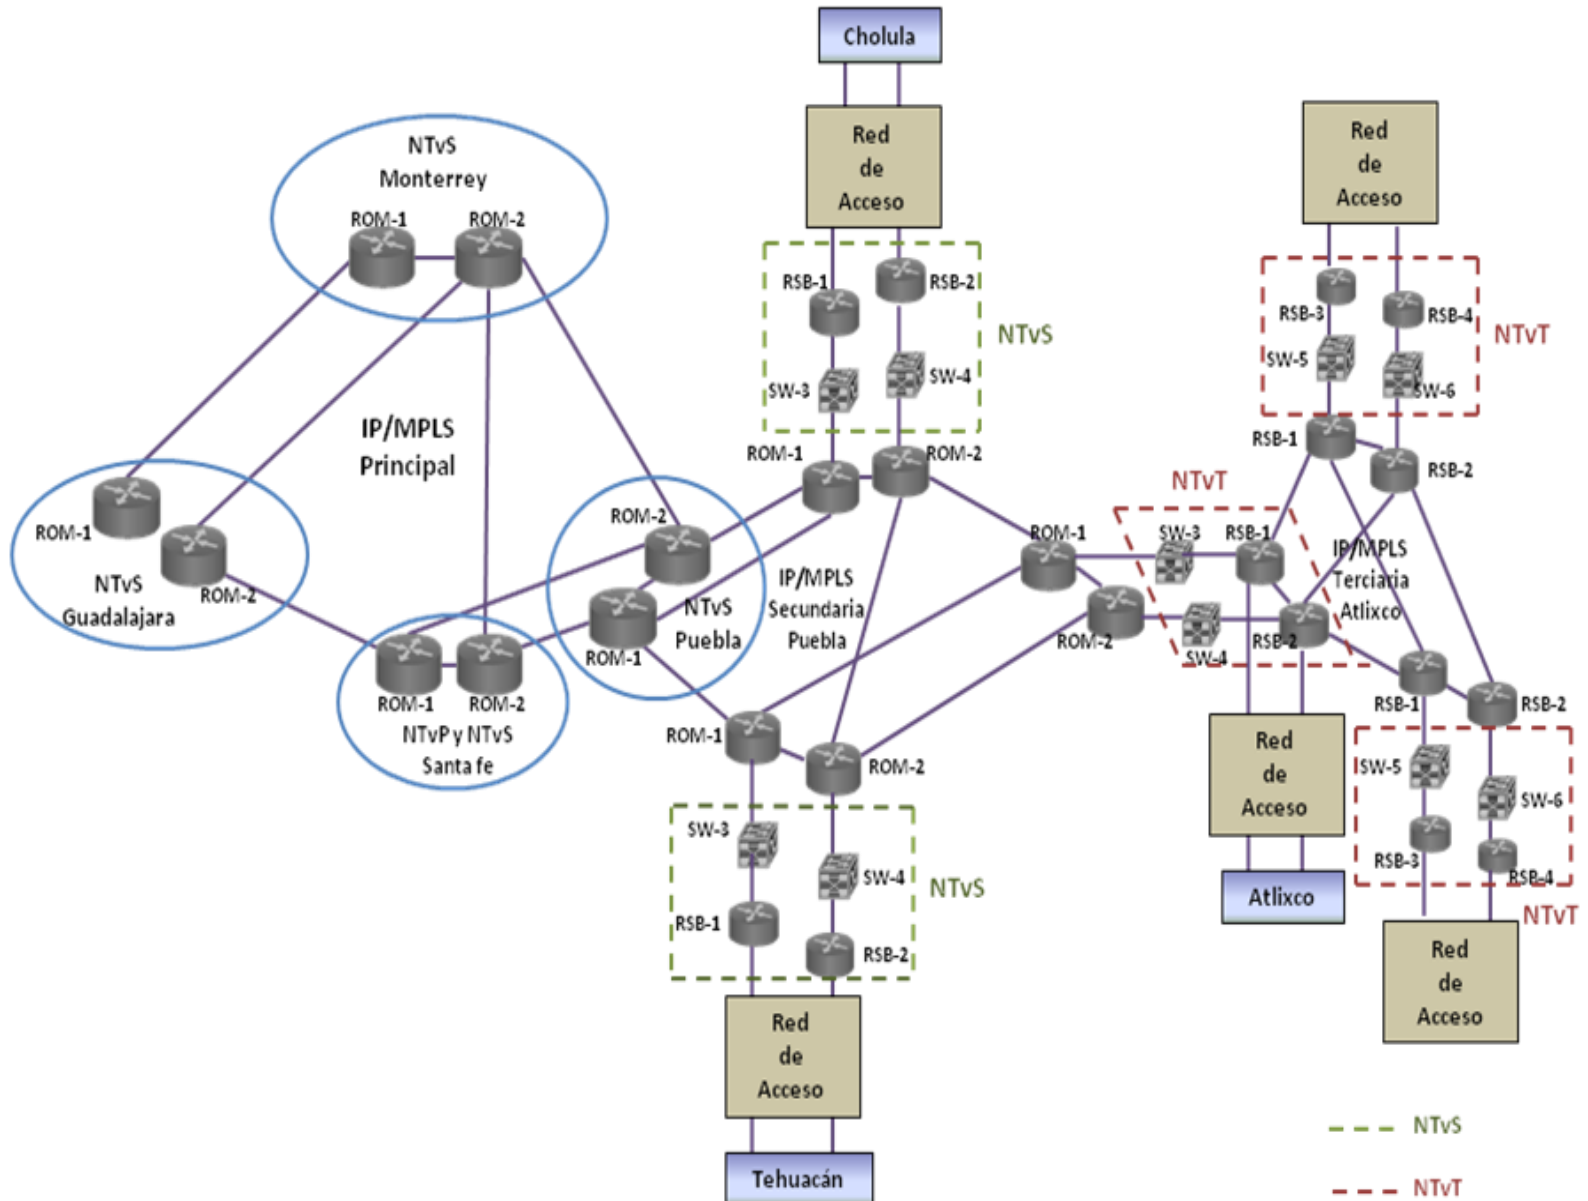 Cholula
Red
de
Acceso
RSB-1
RSB-2
NTvS
SW-3
SW-4
ROM-1
ROM-2
NTvS
Monterrey
ROM-1
ROM-2
IP/MPLS
Principal
ROM-1
ROM-2
NTvS
Guadalajara
ROM-1
ROM-2
NTvP y NTvS
Santa fe
ROM-2
ROM-1
NTvS
Puebla
IP/MPLS
Secundaria
Puebla
ROM-1
ROM-2
SW-3
SW-4
NTvS
RSB-1
RSB-2
Red
de
Acceso
Tehuacán
ROM-1
ROM-2
NTvT
SW-3
RSB-1
SW-4
RSB-2
IP/MPLS
Terciaria
Atlixco
Red
de
Acceso
Atlixco
Red
de
Acceso
RSB-3
RSB-4
NTvT
SW-5
SW-6
RSB-1
RSB-2
RSB-1
RSB-2
SW-5
SW-6
RSB-3
RSB-4
NTvT
Red
de
Acceso
NTvS
NTvT